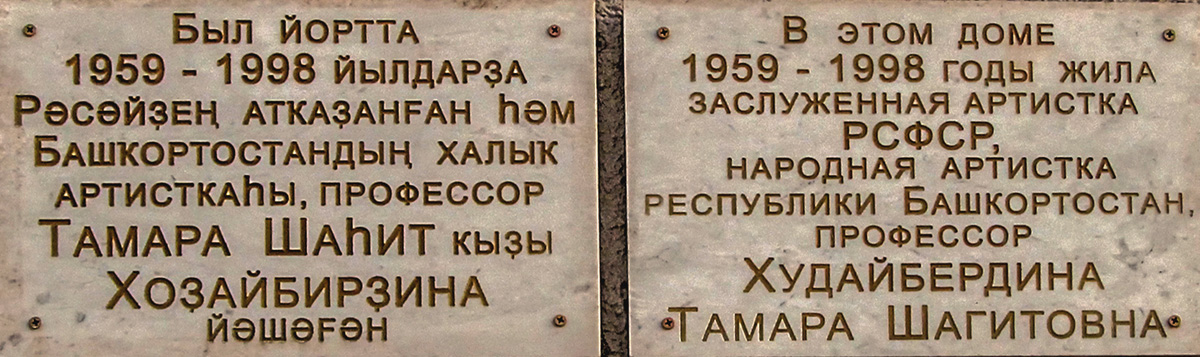 Был йортта
1959 - 1998 йылдарҙа
Рәсәйҙең атҡаҙанған һәм
Башҡортостандың халыҡ
артисткаһы, профессор
Тамара Шаһит кыҙы
Хоҙайбирҙина
йәшәгән
В этом доме
1959 - 1998 годы жила
заслуженная артистка
РСФСР,
народная артистка
республики Башкортостан,
профессор
Худайбердина
Тамара Шагитовна